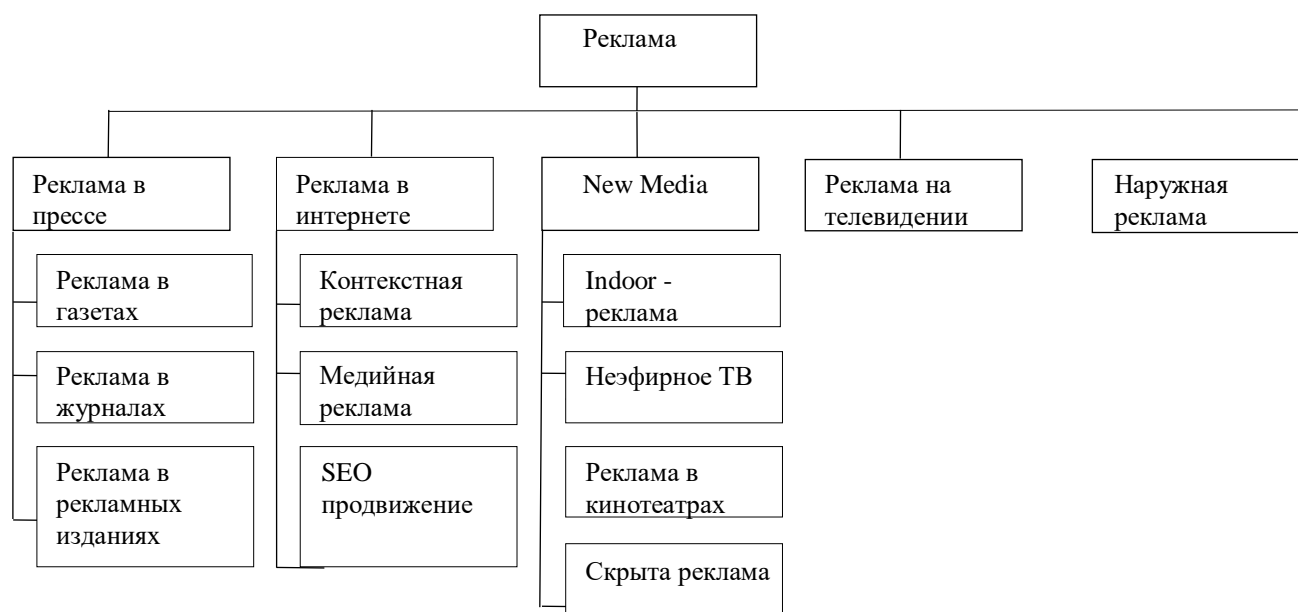 Реклама
Реклама в
прессе
Реклама в
интернете
New Media
Реклама на
телевидении
Наружная
реклама
Реклама в
газетах
Контекстная
реклама
Indoor -
реклама
Реклама в
журналах
Медийная
реклама
Неэфирное ТВ
Реклама в
рекламных
изданиях
SEO
продвижение
Реклама в
кинотеатрах
Скрыта реклама